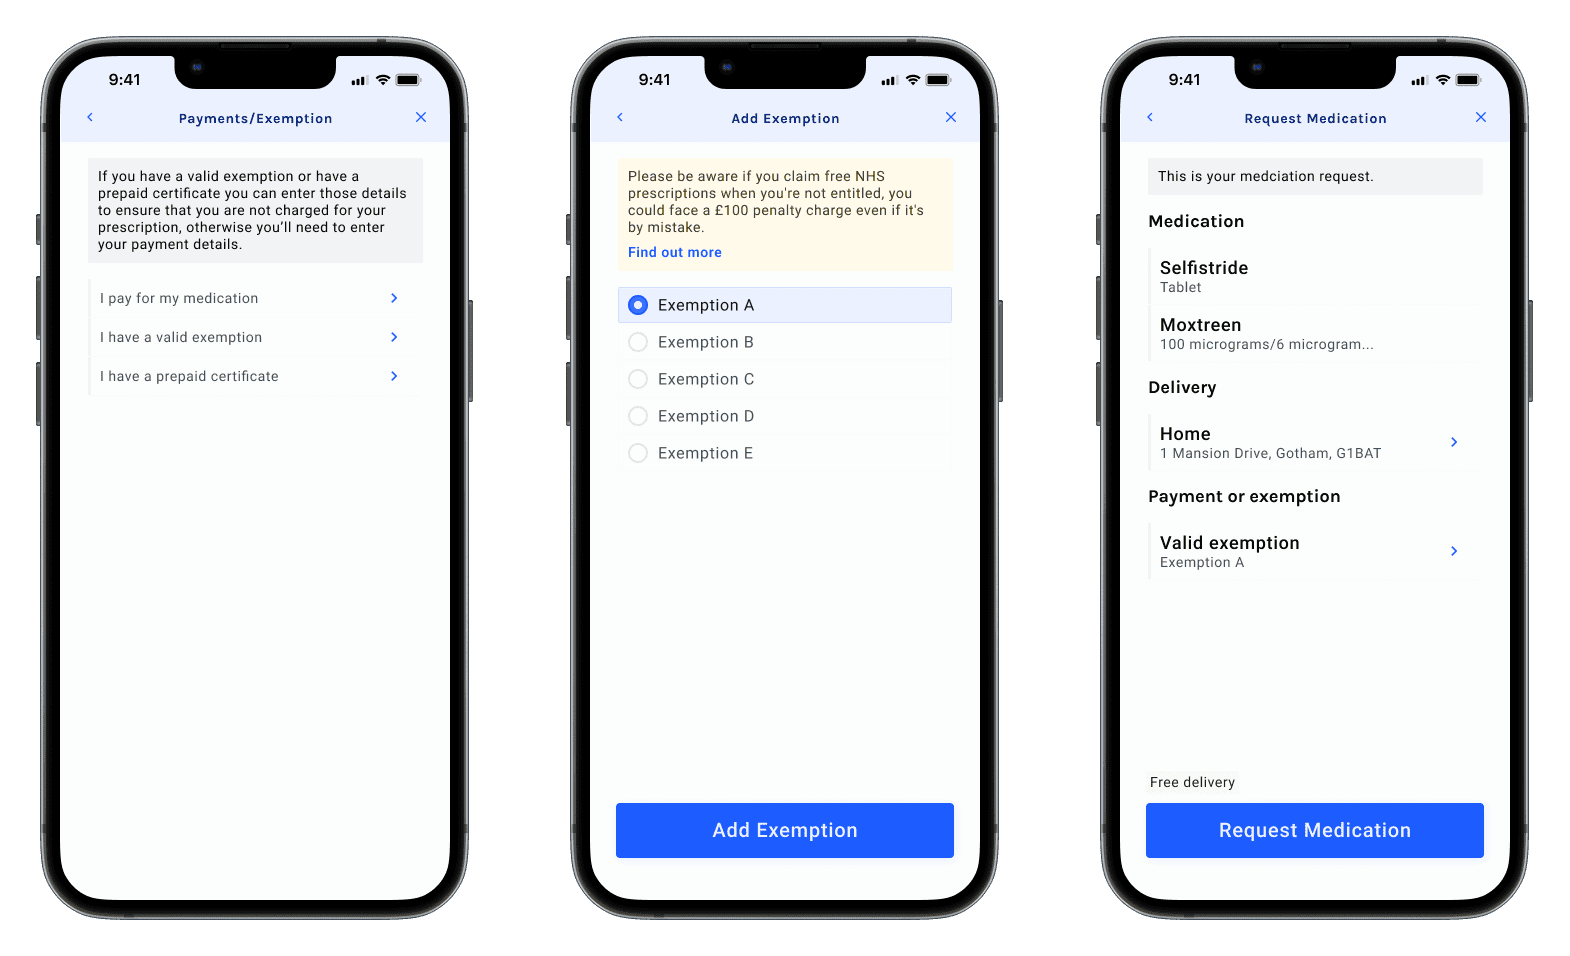 9:41
Payments/Exemption
If you have a valid exemption or have a
prepaid certificate you can enter those details
to ensure that you are not charged for your
prescription, otherwise you'll need to enter
your payment details.
I pay for my medication
I have a valid exemption
I have a prepaid certificate
9:41
Add Exemption
Please be aware if you claim free NHS
prescriptions when you're not entitled, you
could face a £100 penalty charge even if it's
by mistake.
Find out more
Exemption A
Exemption B
Exemption C
Exemption D
Exemption E
Add Exemption
9:41
Request Medication
This is your medciation request.
Medication
Selfistride
Tablet
Moxtreen
100 micrograms/6 microgram...
Delivery
Home
1 Mansion Drive, Gotham, G1BAT
Payment or exemption
Valid exemption
Exemption A
Free delivery
Request Medication